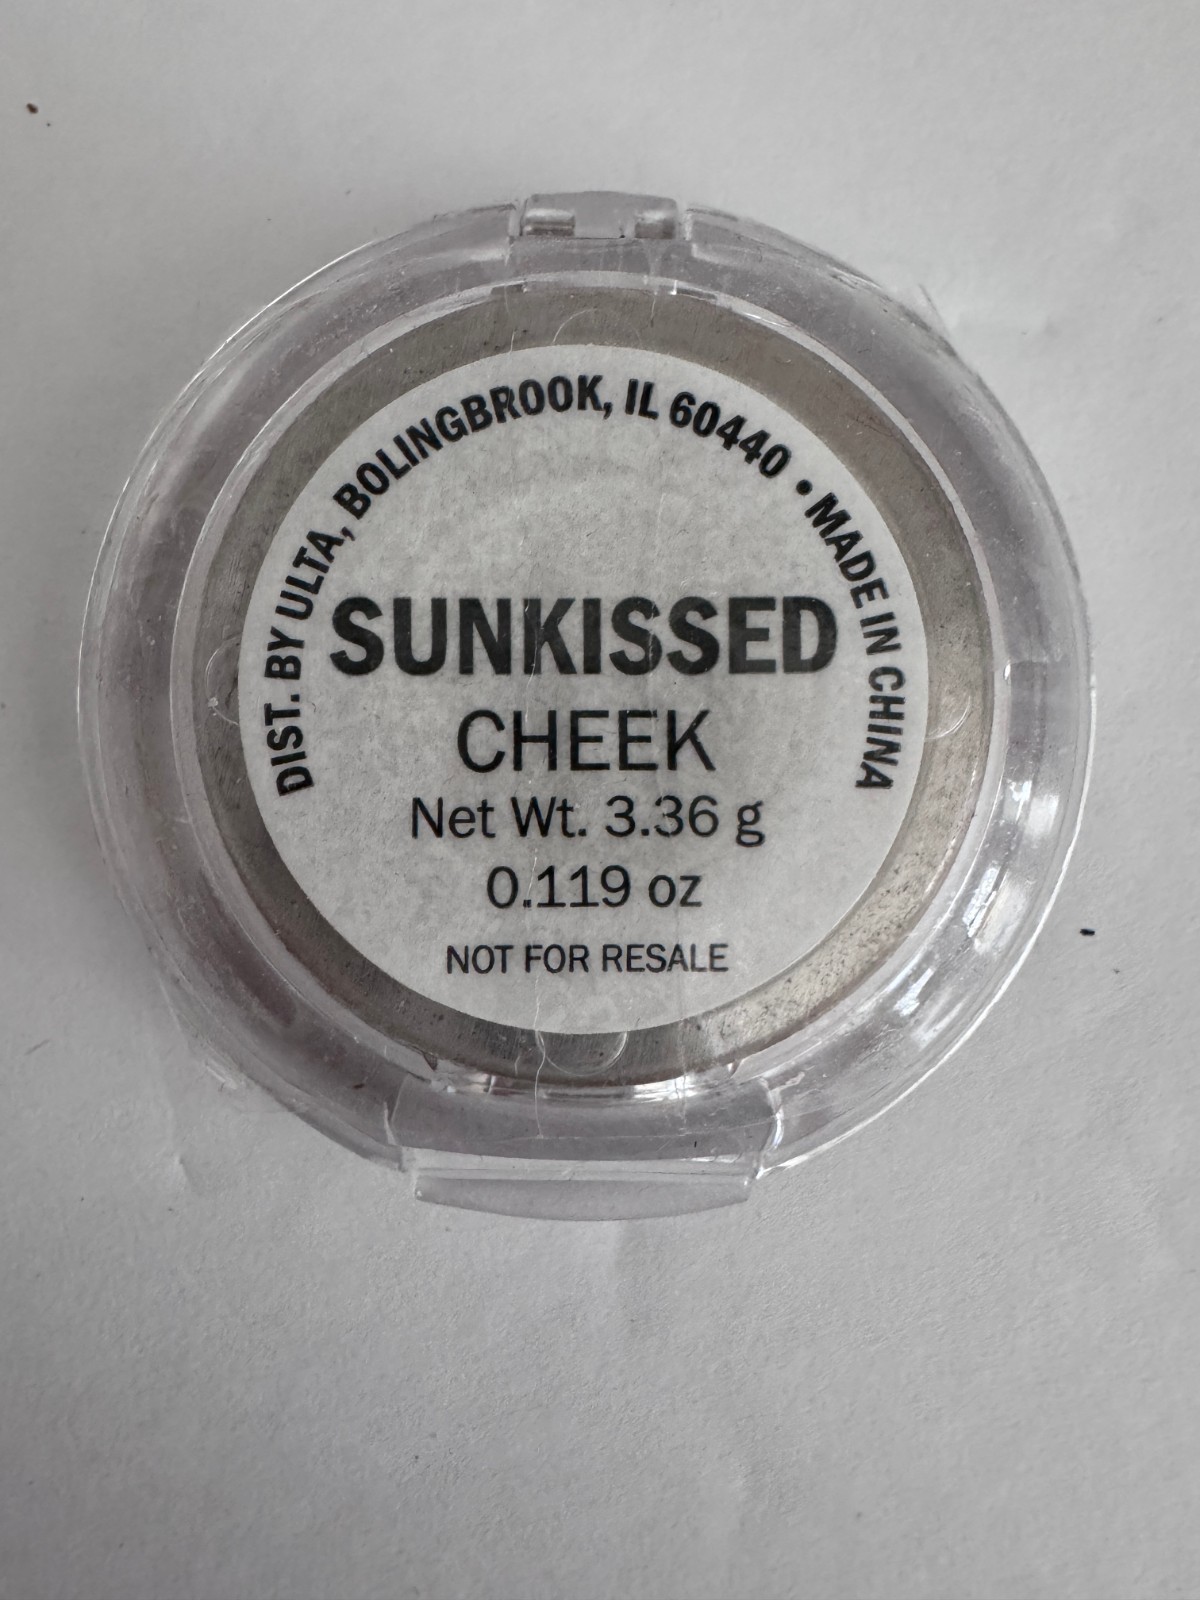 DIST. BY ULTA, BOLINGBROOK, IL 60440 • MADE IN CHINA
SUNKISSED
CHEEK
Net Wt. 3.36 g
0.119 oz
NOT FOR RESALE